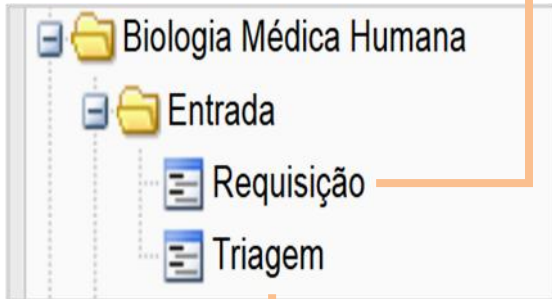 Biologia Médica Humana
Entrada
Requisição
Triagem